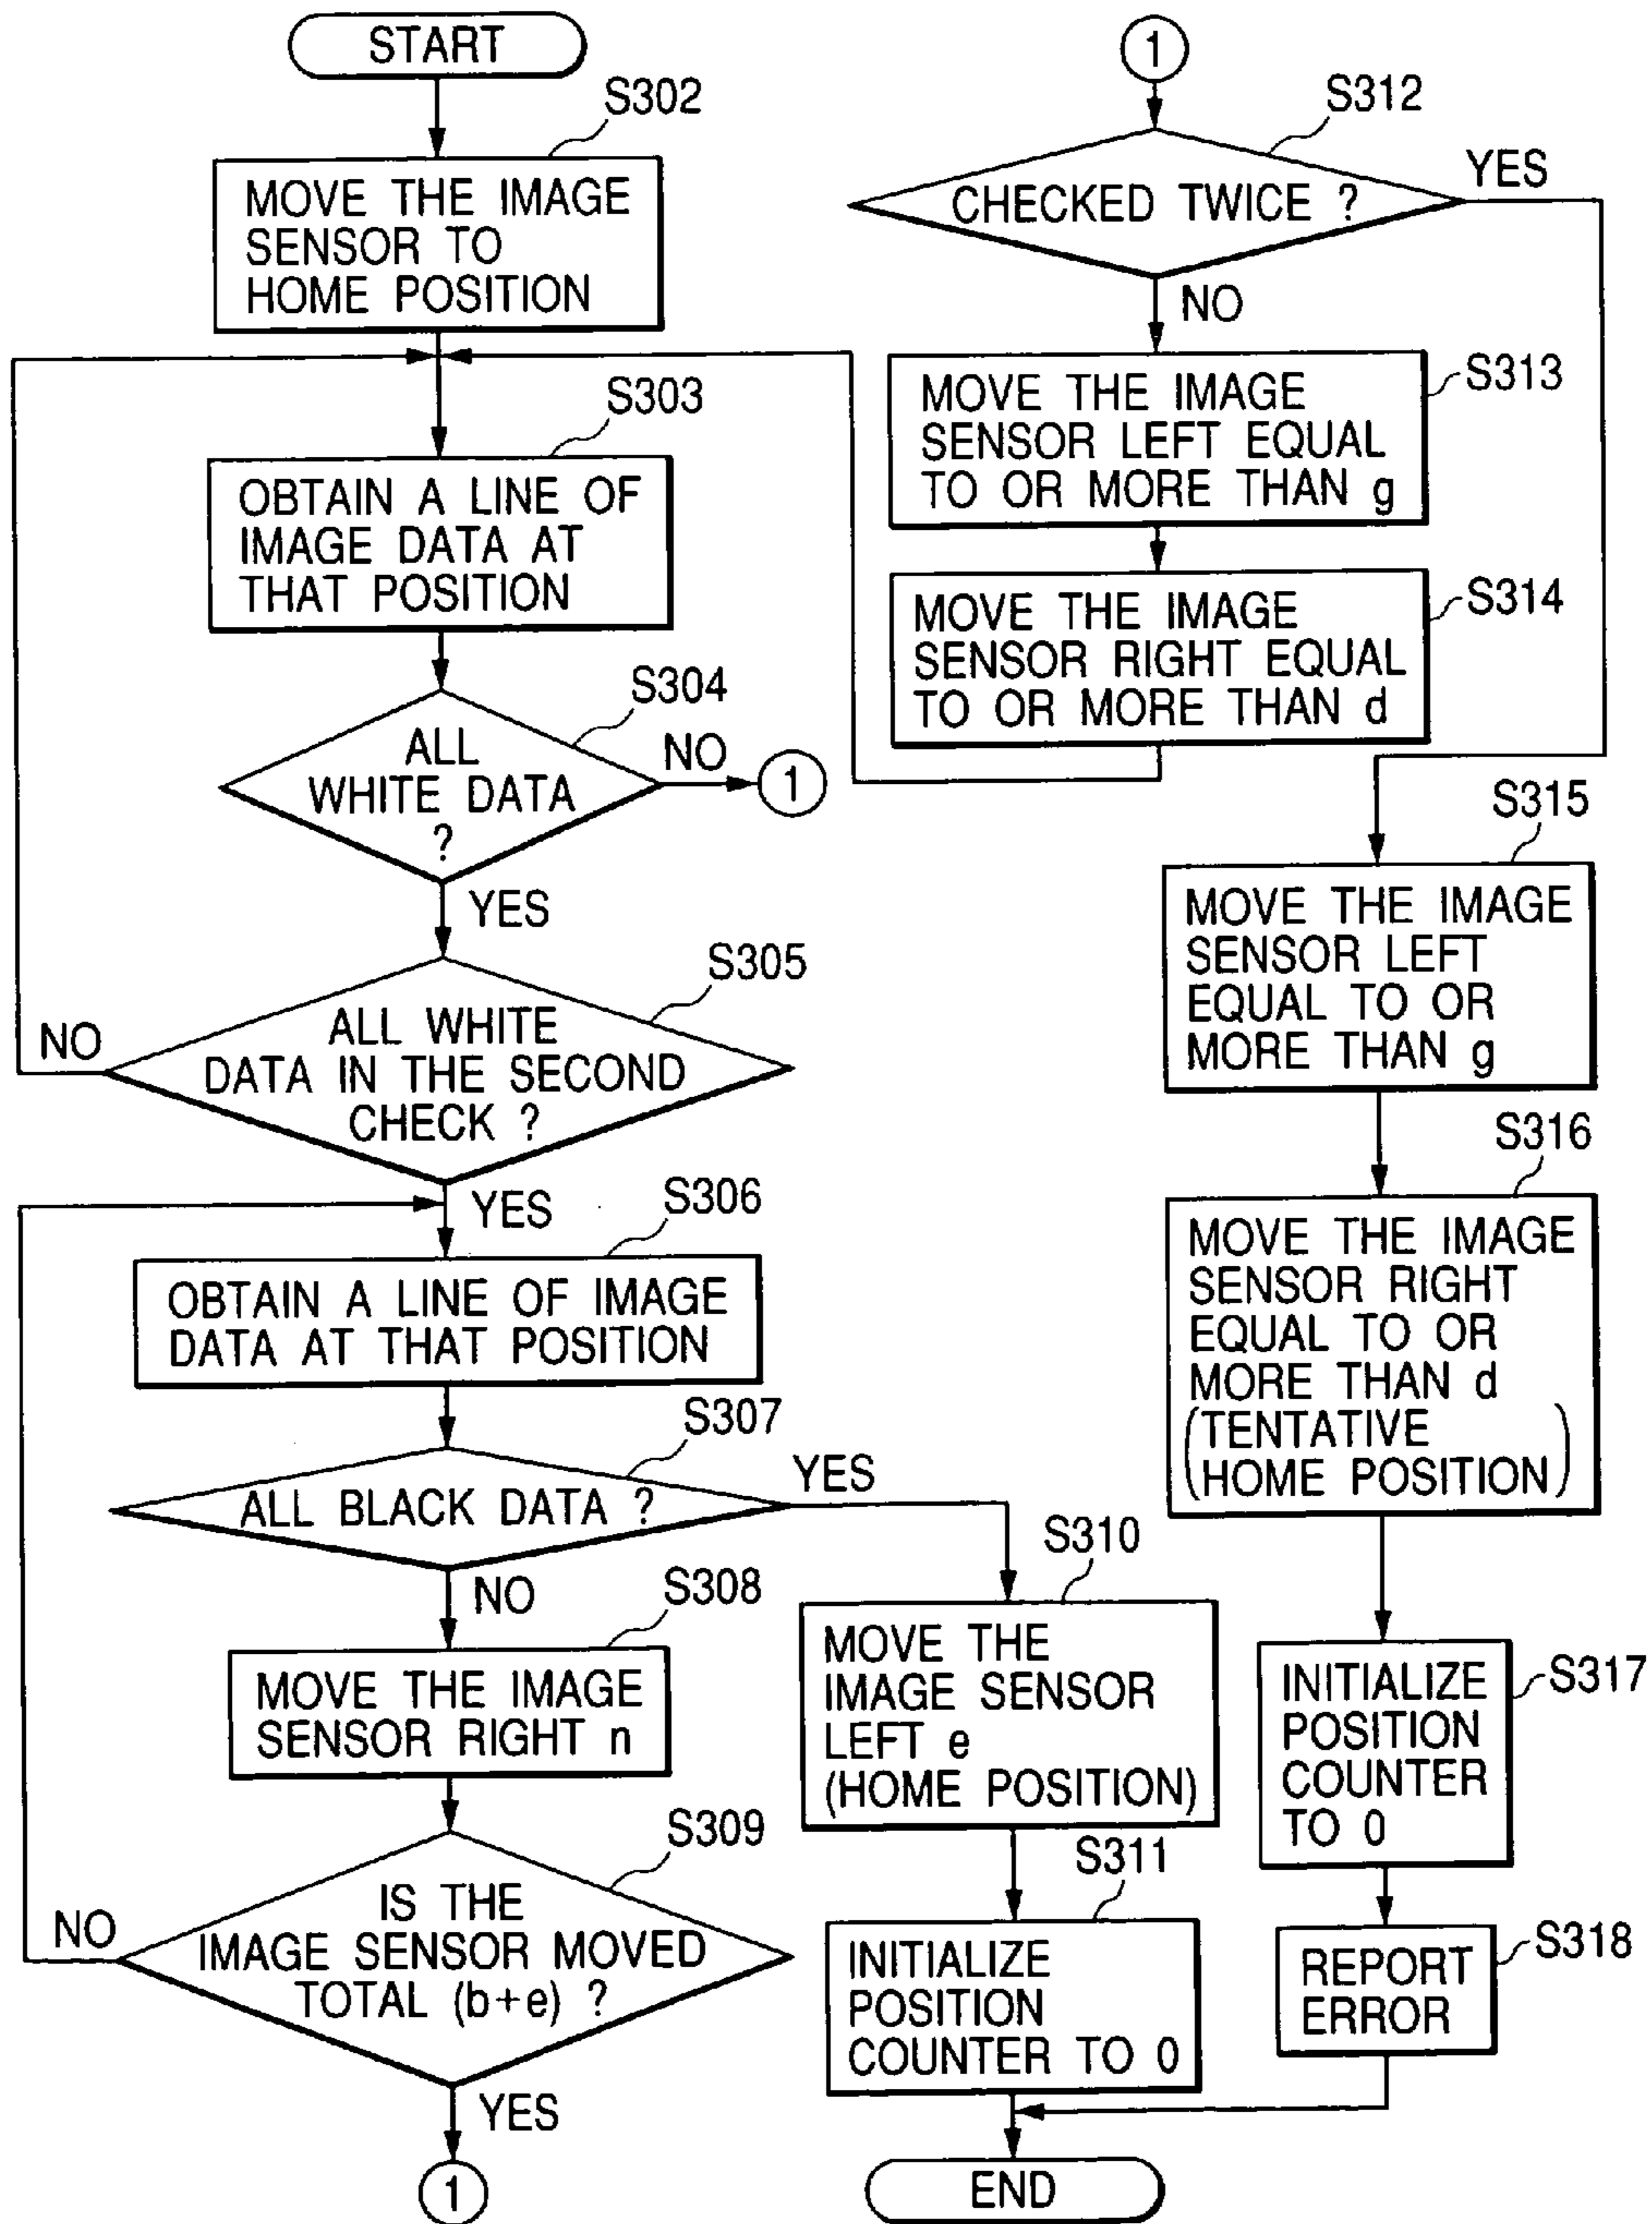 START
S302
MOVE THE IMAGE
SENSOR TO
HOME POSITION
S303
OBTAIN A LINE OF
IMAGE DATA AT
THAT POSITION
S304
ALL
WHITE DATA
?
NO
1
YES
S305
ALL WHITE
DATA IN THE SECOND
CHECK ?
NO
YES
S306
OBTAIN A LINE OF IMAGE
DATA AT THAT POSITION
S307
ALL BLACK DATA ?
YES
NO
S308
MOVE THE IMAGE
SENSOR RIGHT n
S309
IS THE
IMAGE SENSOR MOVED
TOTAL (b+e) ?
NO
YES
1
S310
MOVE THE
IMAGE SENSOR
LEFT e
(HOME POSITION)
S311
INITIALIZE
POSITION
COUNTER TO 0
END
1
S312
CHECKED TWICE ?
YES
NO
S313
MOVE THE IMAGE
SENSOR LEFT EQUAL
TO OR MORE THAN g
S314
MOVE THE IMAGE
SENSOR RIGHT EQUAL
TO OR MORE THAN d
S315
MOVE THE IMAGE
SENSOR LEFT
EQUAL TO OR
MORE THAN g
S316
MOVE THE IMAGE
SENSOR RIGHT
EQUAL TO OR
MORE THAN d
(TENTATIVE
HOME POSITION)
S317
INITIALIZE
POSITION
COUNTER
TO 0
S318
REPORT
ERROR